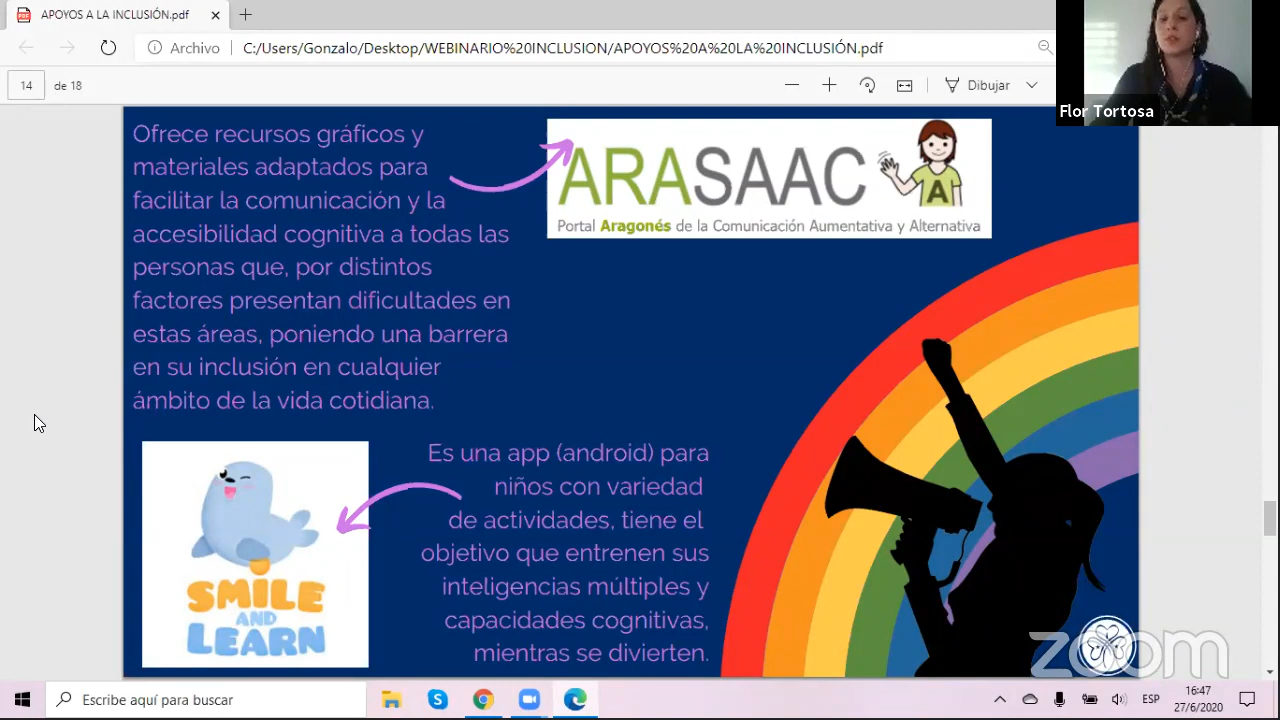 APOYOS A LA INCLUSIÓN.pdf
Archivo
C:/Users/Gonzalo/Desktop/WEBINARIO%20INCLUSION/APOYOS%20A%20LA%20INCLUSIÓN.pdf
14
de 18
Dibujar
Flor Tortosa
Ofrece recursos gráficos y
materiales adaptados para
facilitar la comunicación y la
accesibilidad cognitiva a todas las
personas que, por distintos
factores presentan dificultades en
estas áreas, poniendo una barrera
en su inclusión en cualquier
ámbito de la vida cotidiana.
ARASAAC
A
Portal Aragonés de la Comunicación Aumentativa y Alternativa
SMILE
AND
LEARN
Es una app (android) para
niños con variedad
de actividades, tiene el
objetivo que entrenen sus
inteligencias múltiples y
capacidades cognitivas,
mientras se divierten.
zoom
Escribe aquí para buscar
ESP
16:47
27/6/2020